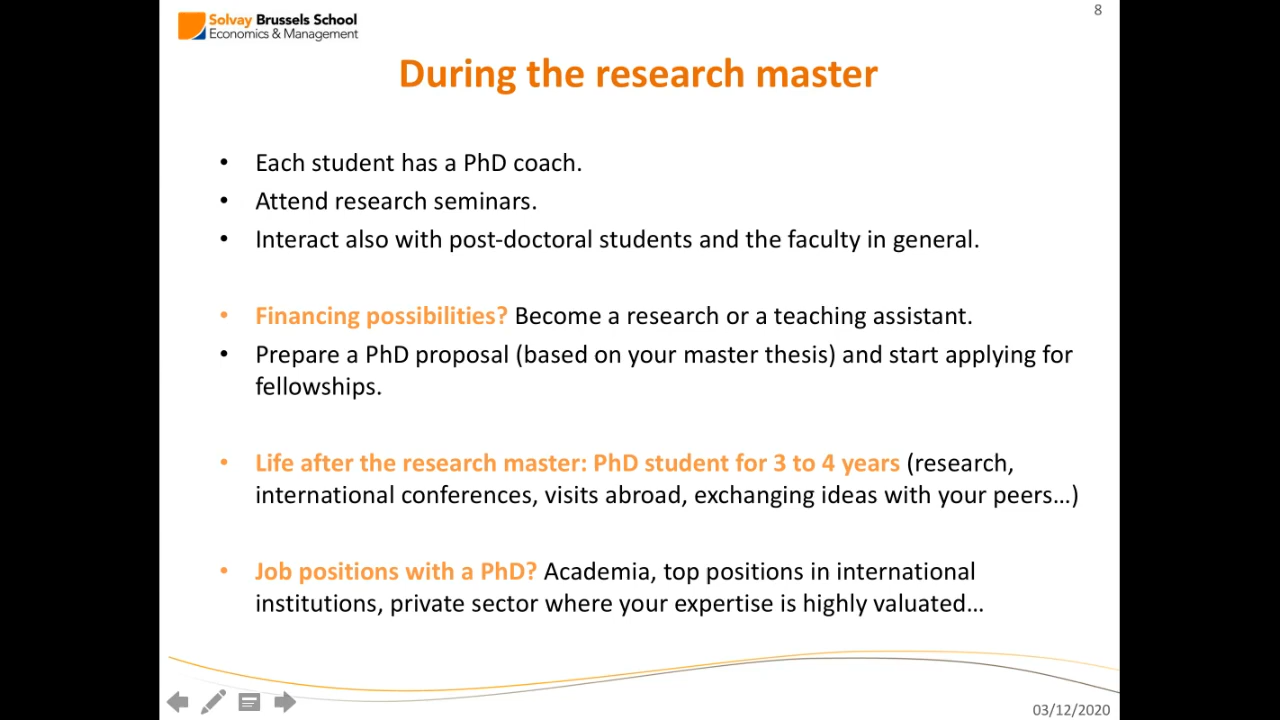 Solvay Brussels School
Economics & Management
8
During the research master
• Each student has a PhD coach.
• Attend research seminars.
• Interact also with post-doctoral students and the faculty in general.
• Financing possibilities? Become a research or a teaching assistant.
• Prepare a PhD proposal (based on your master thesis) and start applying for
fellowships.
• Life after the research master: PhD student for 3 to 4 years (research,
international conferences, visits abroad, exchanging ideas with your peers…)
• Job positions with a PhD? Academia, top positions in international
institutions, private sector where your expertise is highly valuated…
03/12/2020